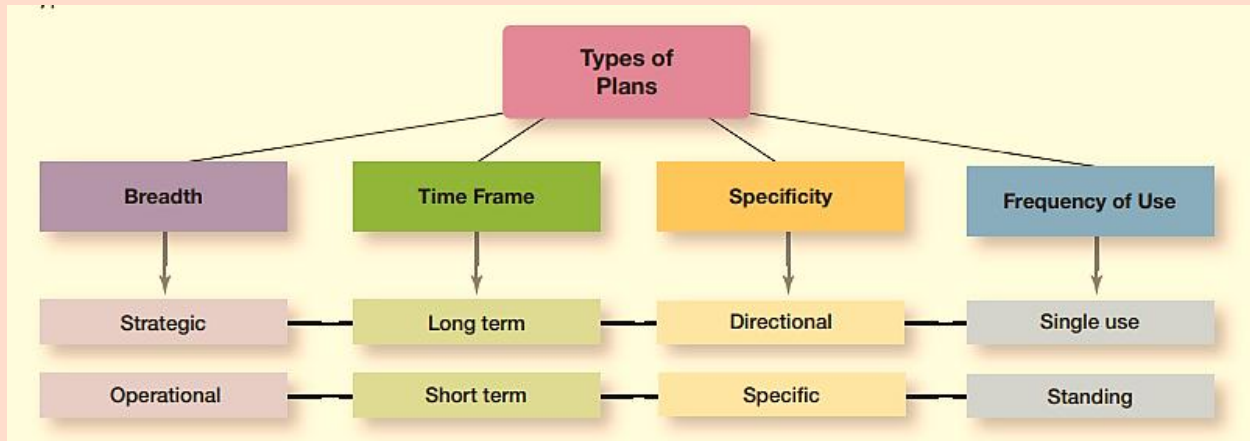 Types of
Plans
Breadth
Time Frame
Specificity
Frequency of Use
Strategic
Long term
Directional
Single use
Operational
Short term
Specific
Standing